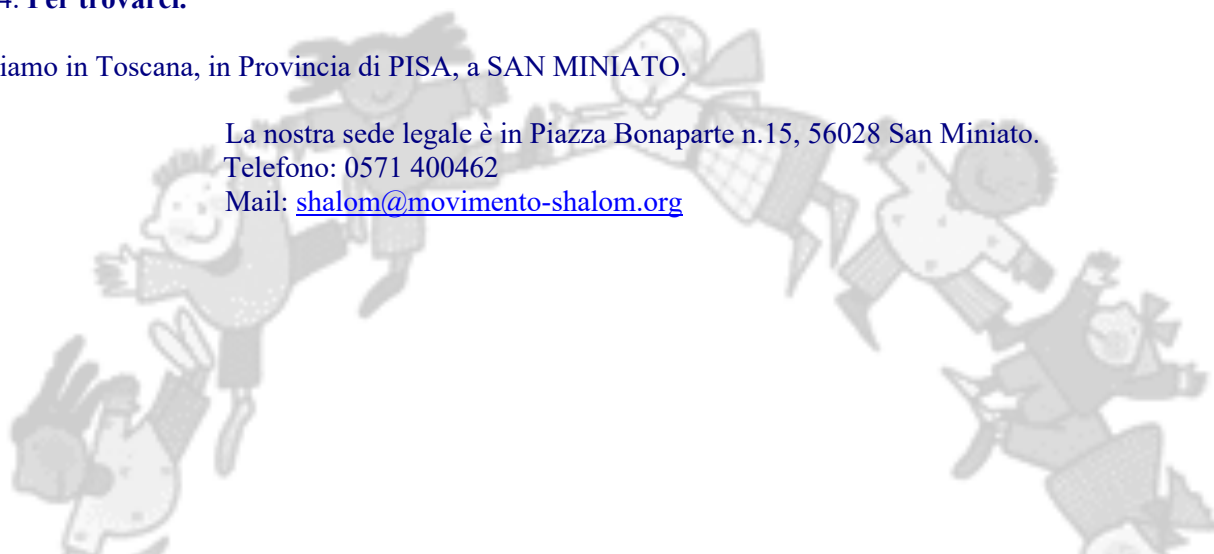 4. Per trovarci.
iamo in Toscana, in Provincia di PISA, a SAN MINIATO.
La nostra sede legale è in Piazza Bonaparte n.15, 56028 San Miniato.
Telefono: 0571 400462
Mail: shalom@movimento-shalom.org